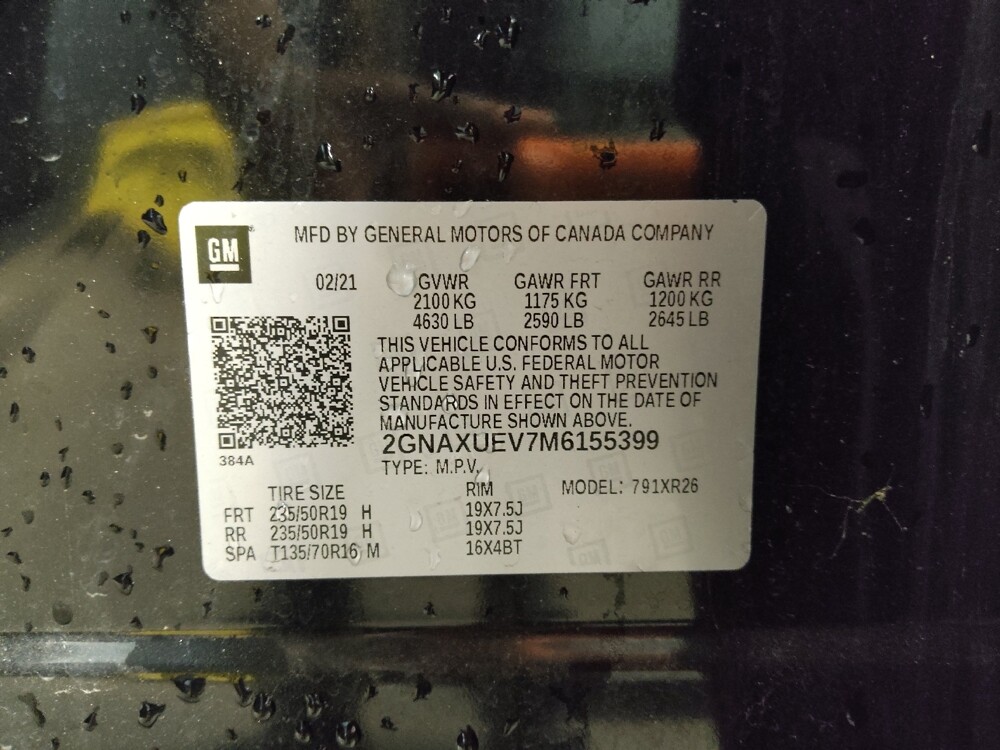 GM
MFD BY GENERAL MOTORS OF CANADA COMPANY
02/21 GVWR GAWR FRT GAWR RR
2100 KG 1175 KG 1200 KG
4630 LB 2590 LB 2645 LB
THIS VEHICLE CONFORMS TO ALL
APPLICABLE U.S. FEDERAL MOTOR
VEHICLE SAFETY AND THEFT PREVENTION
STANDARDS IN EFFECT ON THE DATE OF
MANUFACTURE SHOWN ABOVE.
2GNAXUEV7M6155399
384A
TYPE: M.P.V.
TIRE SIZE RIM MODEL: 791XR26
FRT 235/50R19 H 19X7.5J
RR 235/50R19 H 19X7.5J
SPA T135/70R16 M 16X4BT